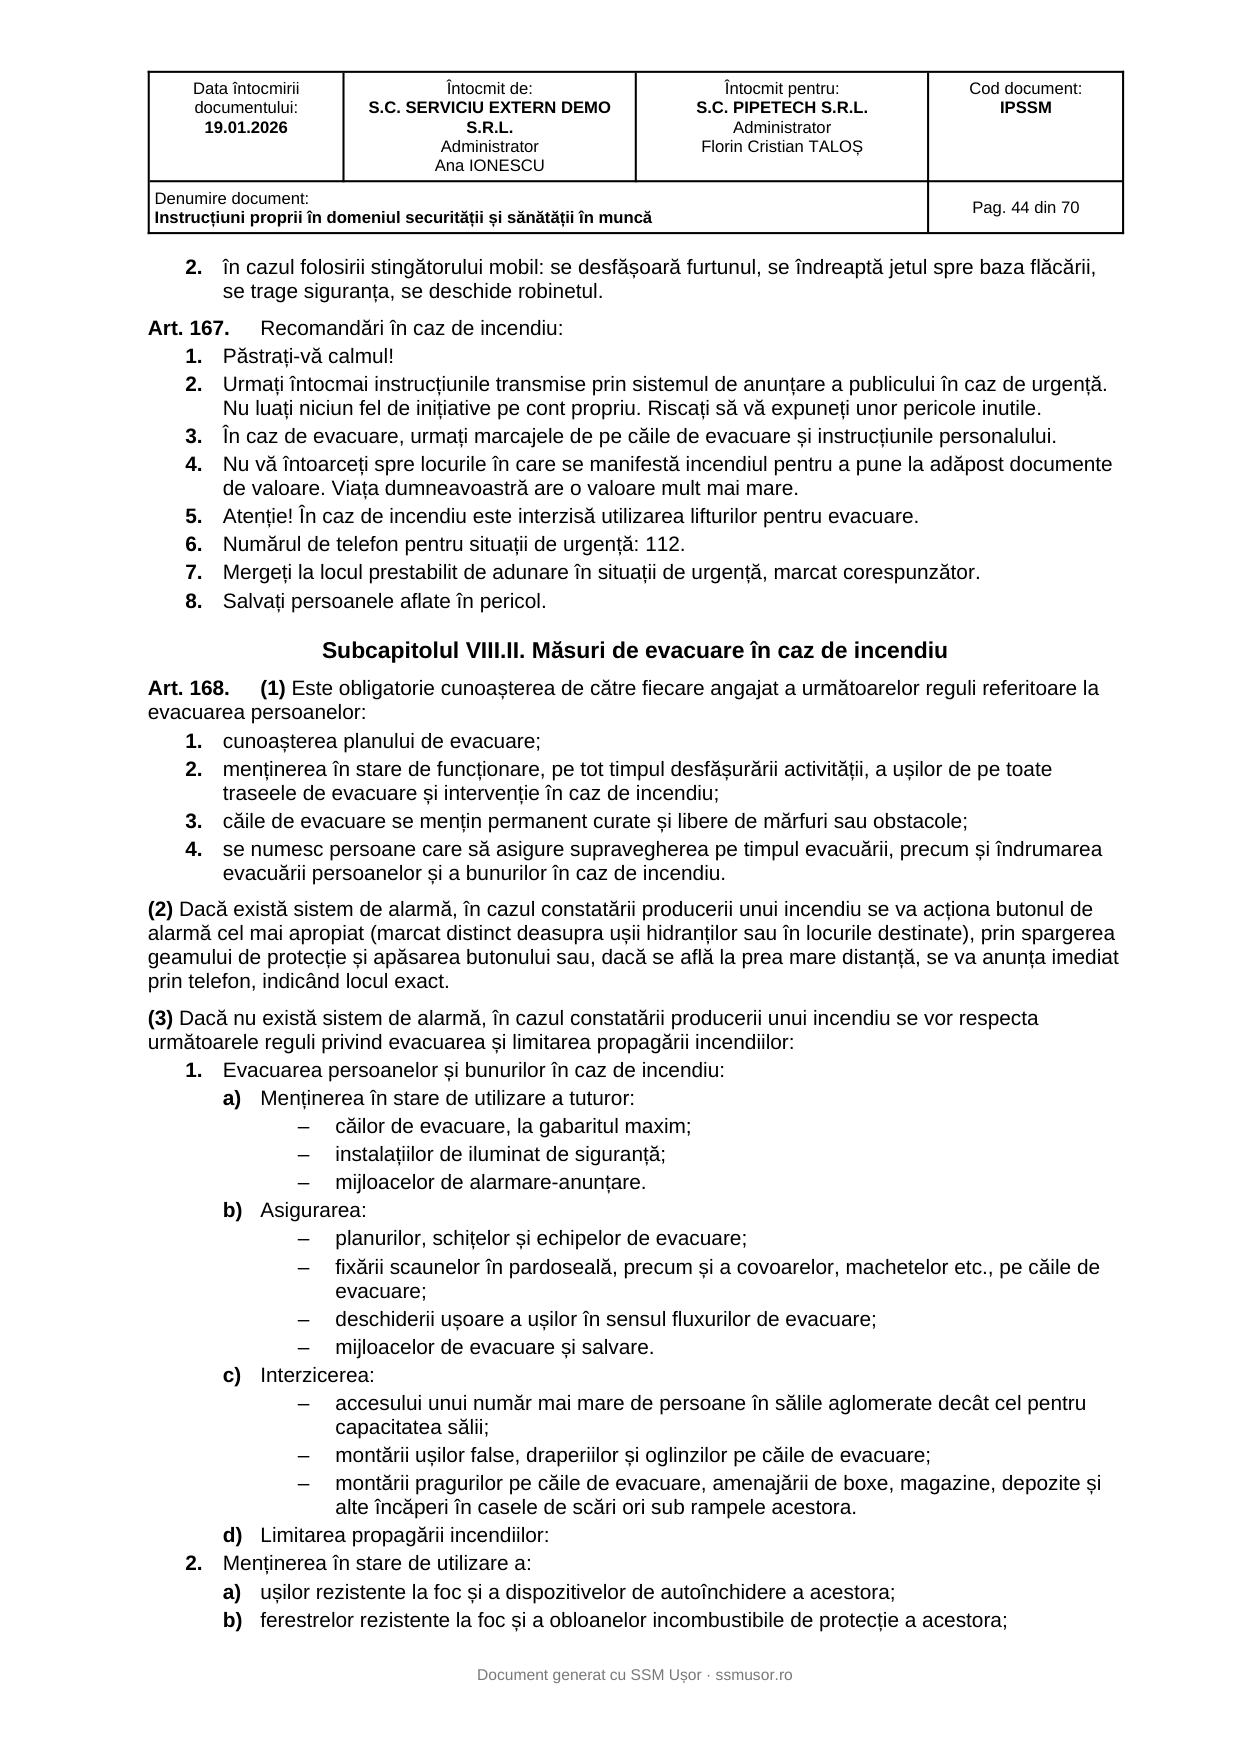 Data întocmirii
documentului:
19.01.2026
Întocmit de:
S.C. SERVICIU EXTERN DEMO
S.R.L.
Administrator
Ana IONESCU
Întocmit pentru:
S.C. PIPETECH S.R.L.
Administrator
Florin Cristian TALOȘ
Cod document:
IPSSM
Denumire document:
Instrucțiuni proprii în domeniul securității și sănătății în muncă
Pag. 44 din 70
2. în cazul folosirii stingătorului mobil: se desfășoară furtunul, se îndreaptă jetul spre baza flăcării,
se trage siguranța, se deschide robinetul.
Art. 167. Recomandări în caz de incendiu:
1. Păstrați-vă calmul!
2. Urmați întocmai instrucțiunile transmise prin sistemul de anunțare a publicului în caz de urgență.
Nu luați niciun fel de inițiative pe cont propriu. Riscați să vă expuneți unor pericole inutile.
3. În caz de evacuare, urmați marcajele de pe căile de evacuare și instrucțiunile personalului.
4. Nu vă întoarceți spre locurile în care se manifestă incendiul pentru a pune la adăpost documente
de valoare. Viața dumneavoastră are o valoare mult mai mare.
5. Atenție! În caz de incendiu este interzisă utilizarea lifturilor pentru evacuare.
6. Numărul de telefon pentru situații de urgență: 112.
7. Mergeți la locul prestabilit de adunare în situații de urgență, marcat corespunzător.
8. Salvați persoanele aflate în pericol.
Subcapitolul VIII.II. Măsuri de evacuare în caz de incendiu
Art. 168. (1) Este obligatorie cunoașterea de către fiecare angajat a următoarelor reguli referitoare la
evacuarea persoanelor:
1. cunoașterea planului de evacuare;
2. menținerea în stare de funcționare, pe tot timpul desfășurării activității, a ușilor de pe toate
traseele de evacuare și intervenție în caz de incendiu;
3. căile de evacuare se mențin permanent curate și libere de mărfuri sau obstacole;
4. se numesc persoane care să asigure supravegherea pe timpul evacuării, precum și îndrumarea
evacuării persoanelor și a bunurilor în caz de incendiu.
(2) Dacă există sistem de alarmă, în cazul constatării producerii unui incendiu se va acționa butonul de
alarmă cel mai apropiat (marcat distinct deasupra ușii hidranților sau în locurile destinate), prin spargerea
geamului de protecție și apăsarea butonului sau, dacă se află la prea mare distanță, se va anunța imediat
prin telefon, indicând locul exact.
(3) Dacă nu există sistem de alarmă, în cazul constatării producerii unui incendiu se vor respecta
următoarele reguli privind evacuarea și limitarea propagării incendiilor:
1. Evacuarea persoanelor și bunurilor în caz de incendiu:
a) Menținerea în stare de utilizare a tuturor:
– căilor de evacuare, la gabaritul maxim;
– instalațiilor de iluminat de siguranță;
– mijloacelor de alarmare-anunțare.
b) Asigurarea:
– planurilor, schițelor și echipelor de evacuare;
– fixării scaunelor în pardoseală, precum și a covoarelor, machetelor etc., pe căile de
evacuare;
– deschiderii ușoare a ușilor în sensul fluxurilor de evacuare;
– mijloacelor de evacuare și salvare.
c) Interzicerea:
– accesului unui număr mai mare de persoane în sălile aglomerate decât cel pentru
capacitatea sălii;
– montării ușilor false, draperiilor și oglinzilor pe căile de evacuare;
– montării pragurilor pe căile de evacuare, amenajării de boxe, magazine, depozite și
alte încăperi în casele de scări ori sub rampele acestora.
d) Limitarea propagării incendiilor:
2. Menținerea în stare de utilizare a:
a) ușilor rezistente la foc și a dispozitivelor de autoînchidere a acestora;
b) ferestrelor rezistente la foc și a obloanelor incombustibile de protecție a acestora;
Document generat cu SSM Ușor · ssmusor.ro